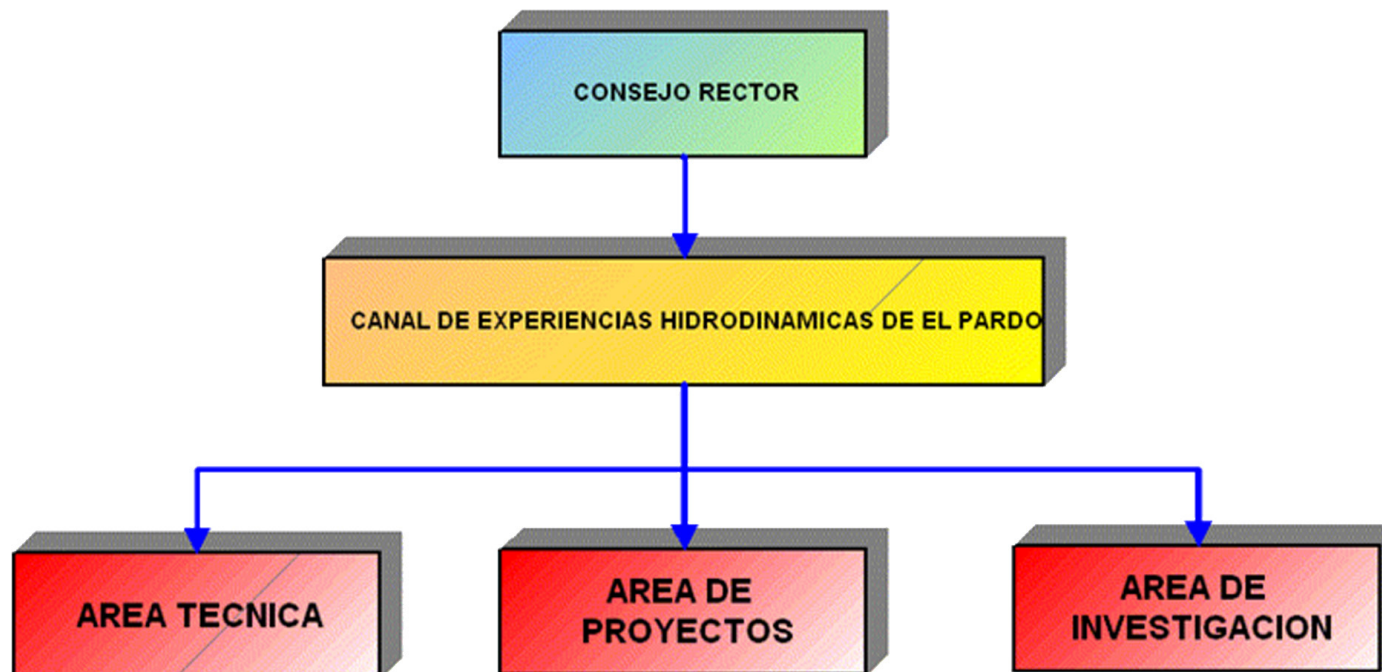 CONSEJO RECTOR
CANAL DE EXPERIENCIAS HIDRODINAMICAS DE EL PARDO
AREA TECNICA
AREA DE
PROYECTOS
AREA DE
INVESTIGACION